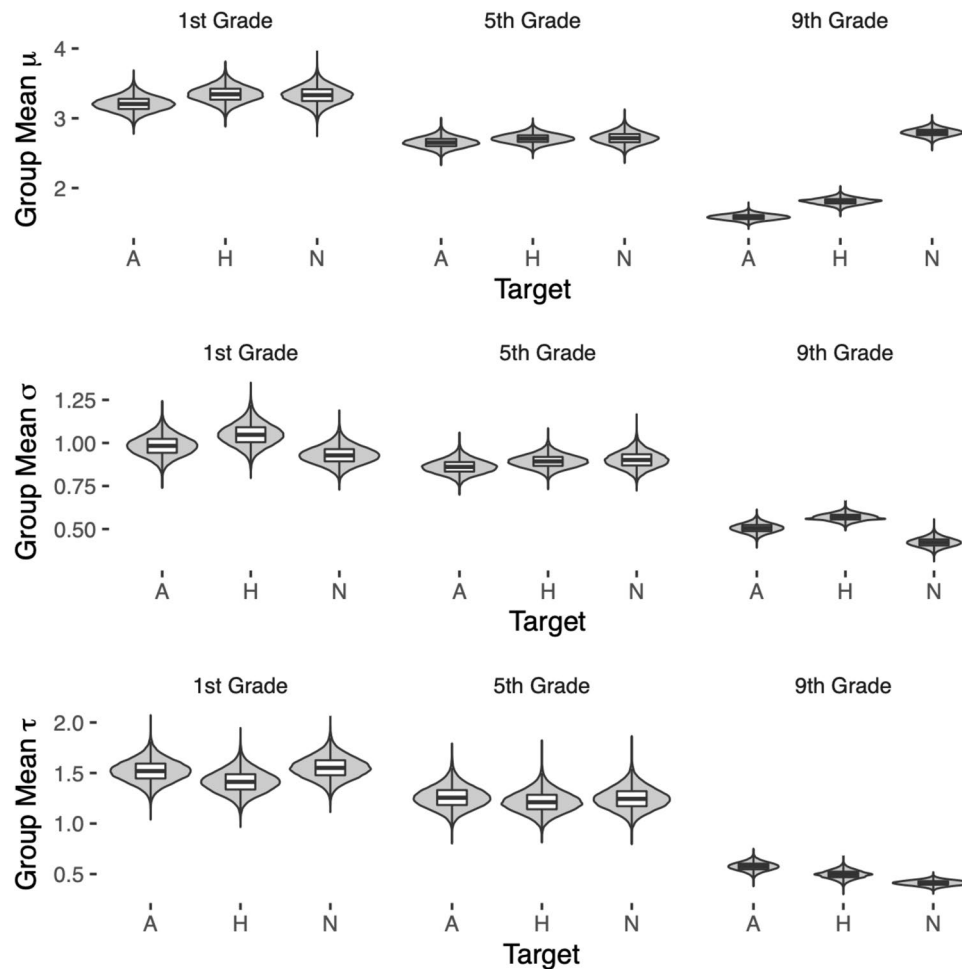 1st Grade 5th Grade 9th Grade
Group Mean μ
4
3
2
A H N A H N A H N
Target
1st Grade 5th Grade 9th Grade
Group Mean σ
1.25
1.00
0.75
0.50
A H N A H N A H N
Target
1st Grade 5th Grade 9th Grade
Group Mean τ
2.0
1.5
1.0
0.5
A H N A H N A H N
Target